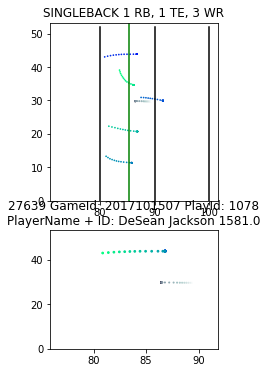 SINGLEBACK 1 RB, 1 TE, 3 WR
50
40
30
20
10
0
80 90 100
27639 GameId: 2017101507 PlayId: 1078
PlayerName + ID: DeSean Jackson 1581.0
40
20
0
80 85 90